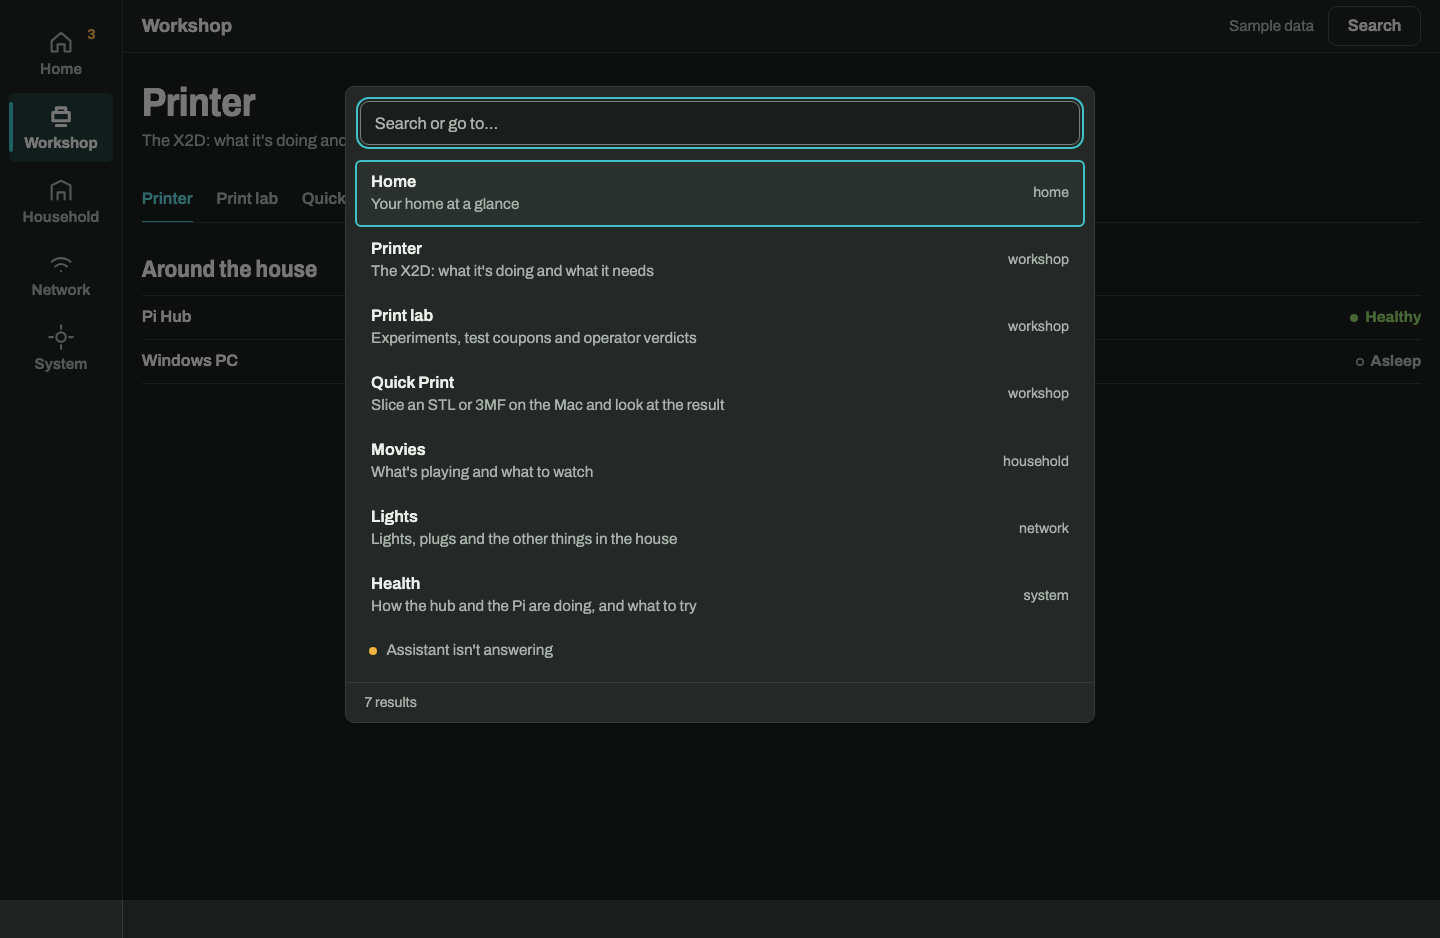 3
Home
Workshop
Household
Network
System
Workshop
Sample data
Search
Printer
The X2D: what it's doing and
Printer
Print lab
Quick
Around the house
Pi Hub
Healthy
Windows PC
Asleep
Search or go to...
Home
Your home at a glance
home
Printer
The X2D: what it's doing and what it needs
workshop
Print lab
Experiments, test coupons and operator verdicts
workshop
Quick Print
Slice an STL or 3MF on the Mac and look at the result
workshop
Movies
What's playing and what to watch
household
Lights
Lights, plugs and the other things in the house
network
Health
How the hub and the Pi are doing, and what to try
system
Assistant isn't answering
7 results